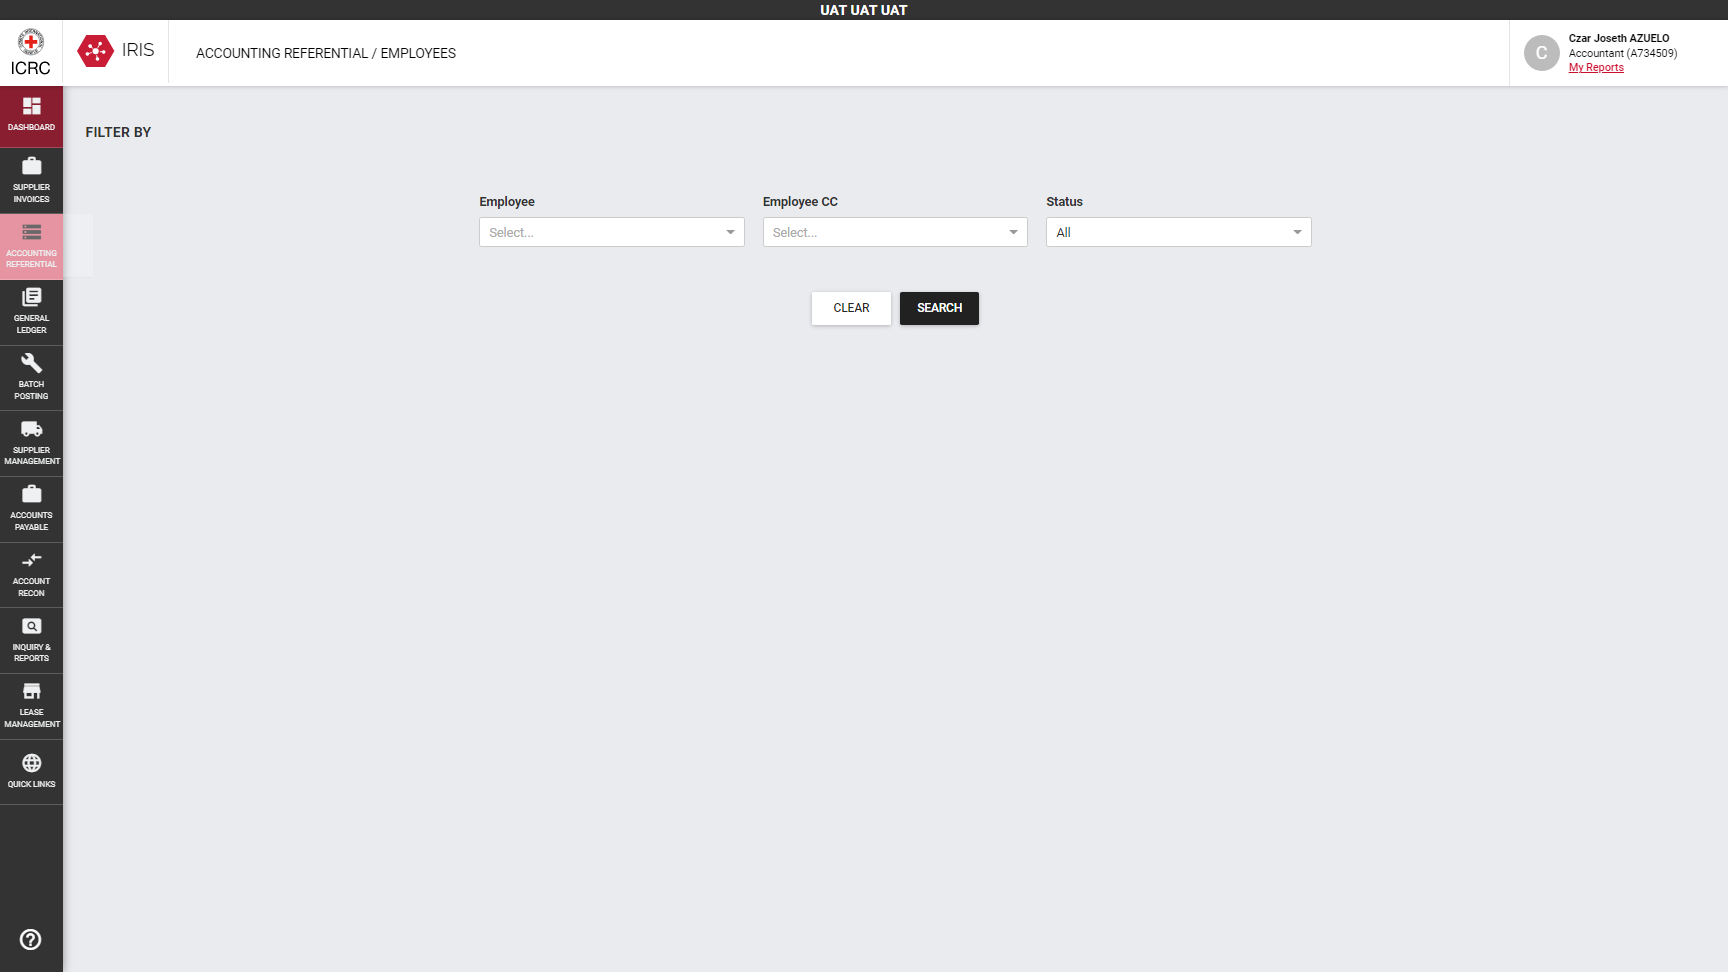 UAT UAT UAT
ICRC
IRIS
ACCOUNTING REFERENTIAL / EMPLOYEES
C
Czar Joseth AZUELO
Accountant (A734509)
My Reports
DASHBOARD
SUPPLIER
INVOICES
ACCOUNTING
REFERENTIAL
GENERAL
LEDGER
BATCH
POSTING
SUPPLIER
MANAGEMENT
ACCOUNTS
PAYABLE
ACCOUNT
RECON
INQUIRY &
REPORTS
LEASE
MANAGEMENT
QUICK LINKS
FILTER BY
Employee
Select...
Employee CC
Select...
Status
All
CLEAR
SEARCH